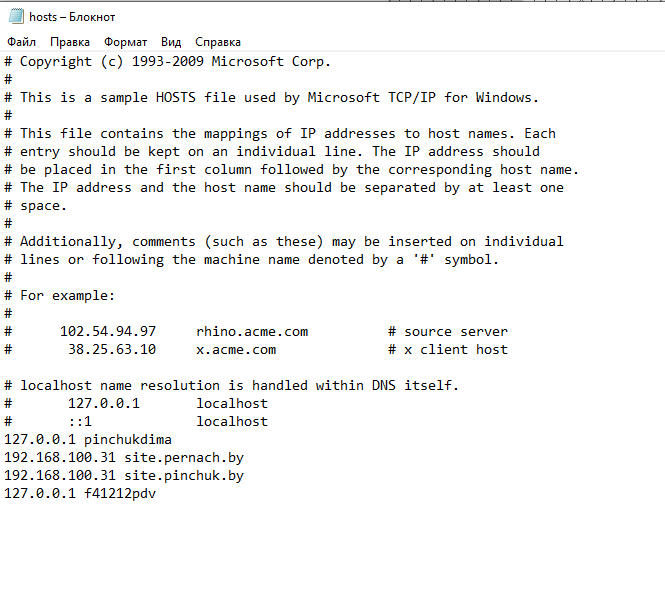 hosts – Блокнот
Файл Правка Формат Вид Справка
# Copyright (c) 1993-2009 Microsoft Corp.
#
# This is a sample HOSTS file used by Microsoft TCP/IP for Windows.
#
# This file contains the mappings of IP addresses to host names. Each
# entry should be kept on an individual line. The IP address should
# be placed in the first column followed by the corresponding host name.
# The IP address and the host name should be separated by at least one
# space.
#
# Additionally, comments (such as these) may be inserted on individual
# lines or following the machine name denoted by a '#' symbol.
#
# For example:
#
#      102.54.94.97     rhino.acme.com          # source server
#       38.25.63.10     x.acme.com              # x client host

# localhost name resolution is handled within DNS itself.
#       127.0.0.1       localhost
#       ::1             localhost
127.0.0.1 pinchukdima
192.168.100.31 site.pernach.by
192.168.100.31 site.pinchuk.by
127.0.0.1 f41212pdv